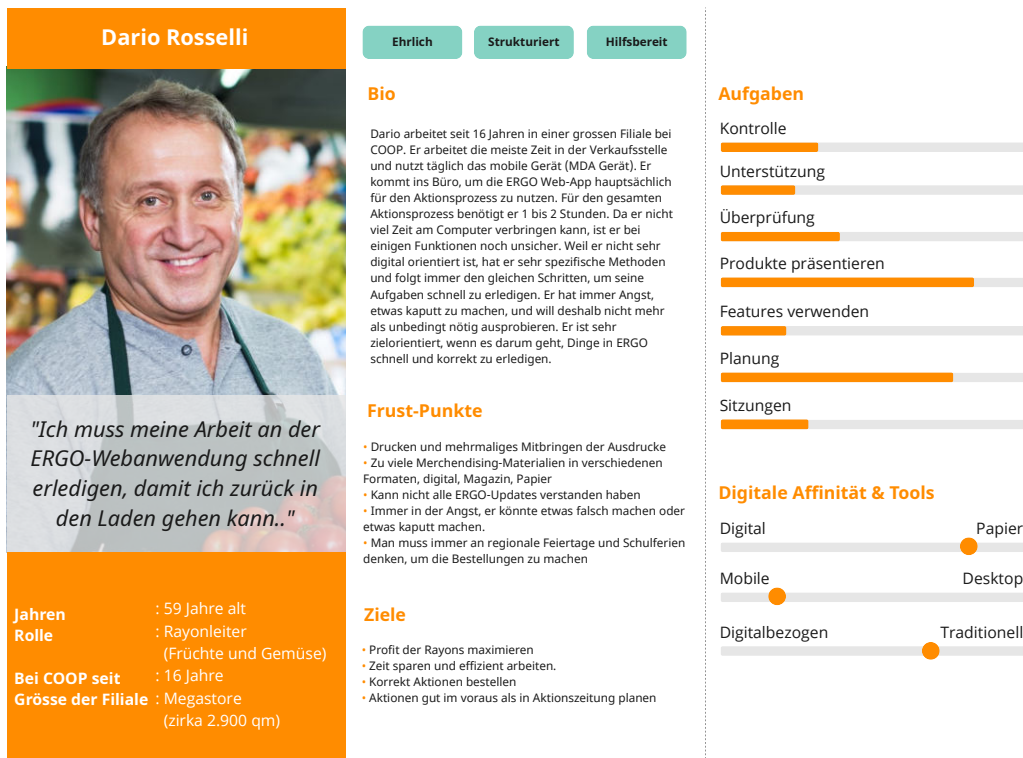 Dario Rosselli
"Ich muss meine Arbeit an der
ERGO-Webanwendung schnell
erledigen, damit ich zurück in
den Laden gehen kann.."
Jahren : 59 Jahre alt
Rolle : Rayonleiter
(Früchte und Gemüse)
Bei COOP seit : 16 Jahre
Grösse der Filiale : Megastore
(zirka 2.900 qm)
Ehrlich Strukturiert Hilfsbereit
Bio
Dario arbeitet seit 16 Jahren in einer grossen Filiale bei
COOP. Er arbeitet die meiste Zeit in der Verkaufsstelle
und nutzt täglich das mobile Gerät (MDA Gerät). Er
kommt ins Büro, um die ERGO Web-App hauptsächlich
für den Aktionsprozess zu nutzen. Für den gesamten
Aktionsprozess benötigt er 1 bis 2 Stunden. Da er nicht
viel Zeit am Computer verbringen kann, ist er bei
einigen Funktionen noch unsicher. Weil er nicht sehr
digital orientiert ist, hat er sehr spezifische Methoden
und folgt immer den gleichen Schritten, um seine
Aufgaben schnell zu erledigen. Er hat immer Angst,
etwas kaputt zu machen, und will deshalb nicht mehr
als unbedingt nötig ausprobieren. Er ist sehr
zielorientiert, wenn es darum geht, Dinge in ERGO
schnell und korrekt zu erledigen.
Frust-Punkte
• Drucken und mehrmaliges Mitbringen der Ausdrucke
• Zu viele Merchendising-Materialien in verschiedenen
Formaten, digital, Magazin, Papier
• Kann nicht alle ERGO-Updates verstanden haben
• Immer in der Angst, er könnte etwas falsch machen oder
etwas kaputt machen.
• Man muss immer an regionale Feiertage und Schulferien
denken, um die Bestellungen zu machen
Ziele
• Profit der Rayons maximieren
• Zeit sparen und effizient arbeiten.
• Korrekt Aktionen bestellen
• Aktionen gut im voraus als in Aktionszeitung planen
Aufgaben
Kontrolle
Unterstützung
Überprüfung
Produkte präsentieren
Features verwenden
Planung
Sitzungen
Digitale Affinität & Tools
Digital Papier
Mobile Desktop
Digitalbezogen Traditionell